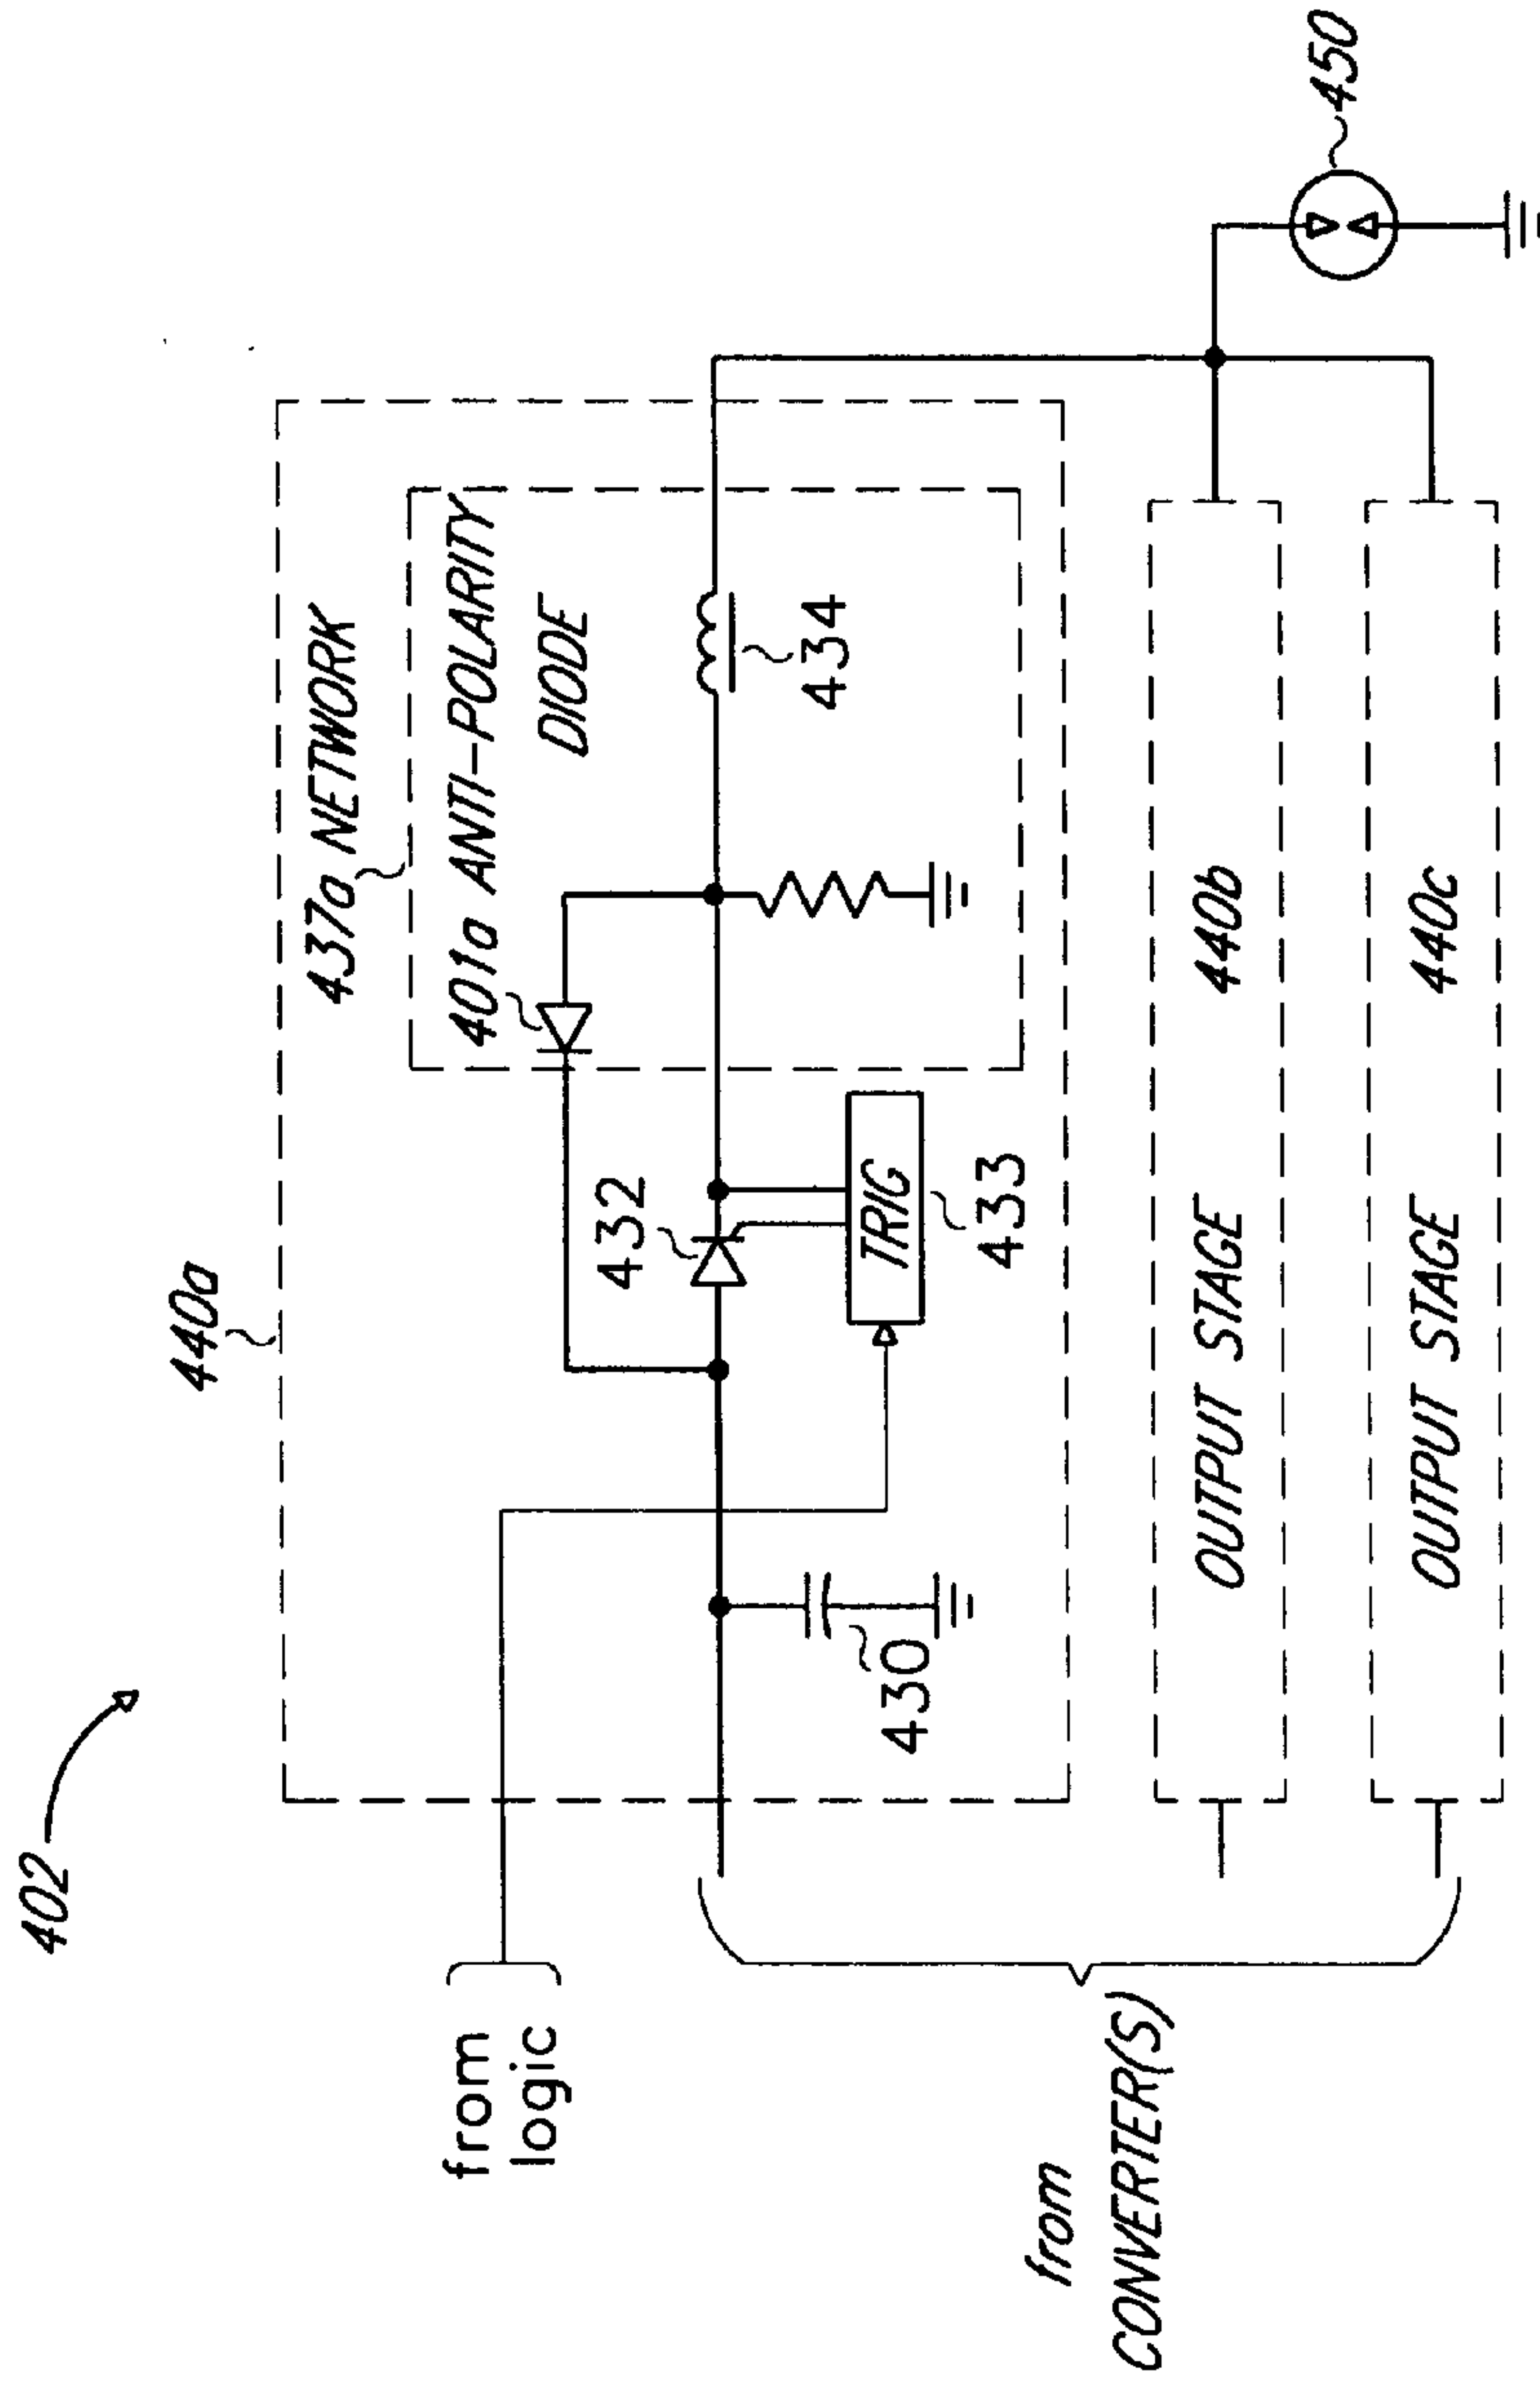 402
440a
437a NETWORK
401a ANTI-POLARITY
DIODE
from
logic
432
434
TRIG
433
430
from
CONVERTER(S)
OUTPUT STAGE 440b
OUTPUT STAGE 440c
450